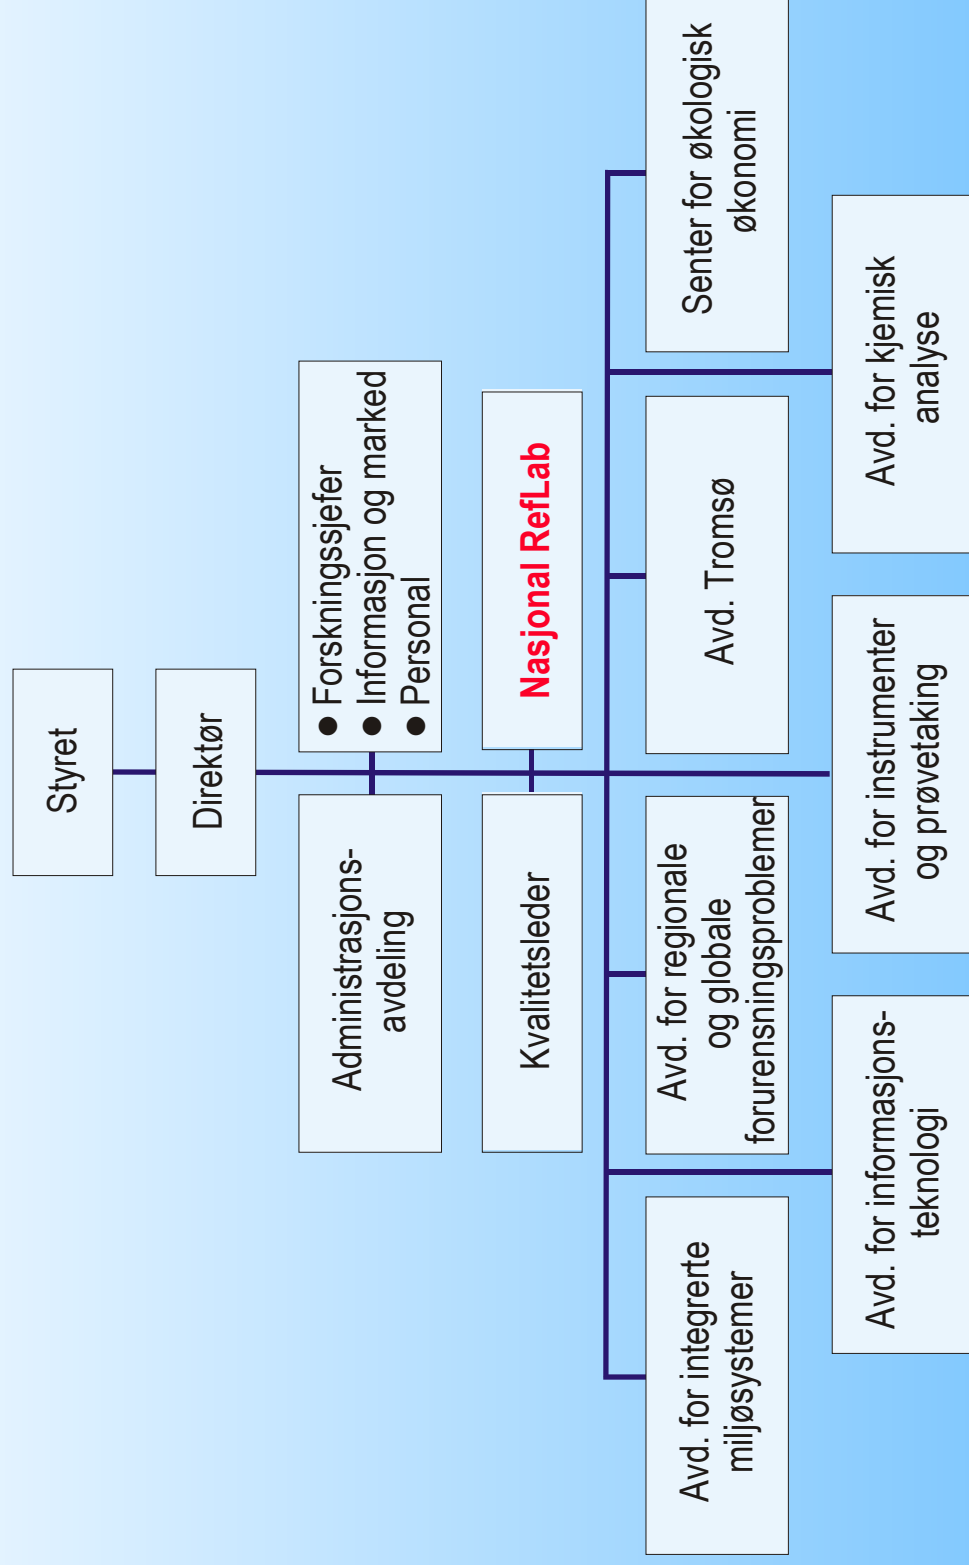 Styret
Direktør
Administrasjons-
avdeling
● Forskningssjefer
● Informasjon og marked
● Personal
Kvalitetsleder
Nasjonal RefLab
Avd. for integrerte
miljøsystemer
Avd. for regionale
og globale
forurensningsproblemer
Avd. Tromsø
Senter for økologisk
økonomi
Avd. for informasjons-
teknologi
Avd. for instrumenter
og prøvetaking
Avd. for kjemisk
analyse